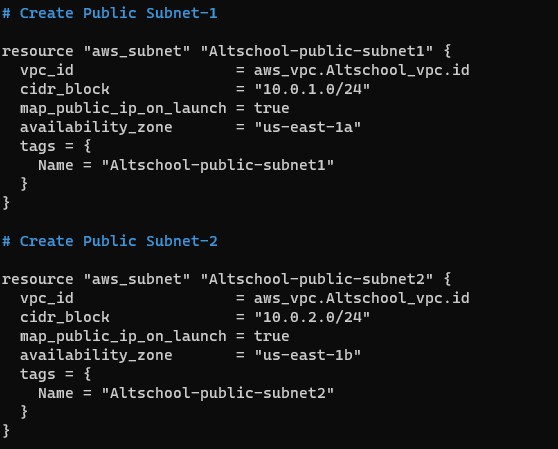 # Create Public Subnet-1
resource "aws_subnet" "Altschool-public-subnet1" {
  vpc_id                  = aws_vpc.Altschool_vpc.id
  cidr_block              = "10.0.1.0/24"
  map_public_ip_on_launch = true
  availability_zone       = "us-east-1a"
  tags = {
    Name = "Altschool-public-subnet1"
  }
}
# Create Public Subnet-2
resource "aws_subnet" "Altschool-public-subnet2" {
  vpc_id                  = aws_vpc.Altschool_vpc.id
  cidr_block              = "10.0.2.0/24"
  map_public_ip_on_launch = true
  availability_zone       = "us-east-1b"
  tags = {
    Name = "Altschool-public-subnet2"
  }
}